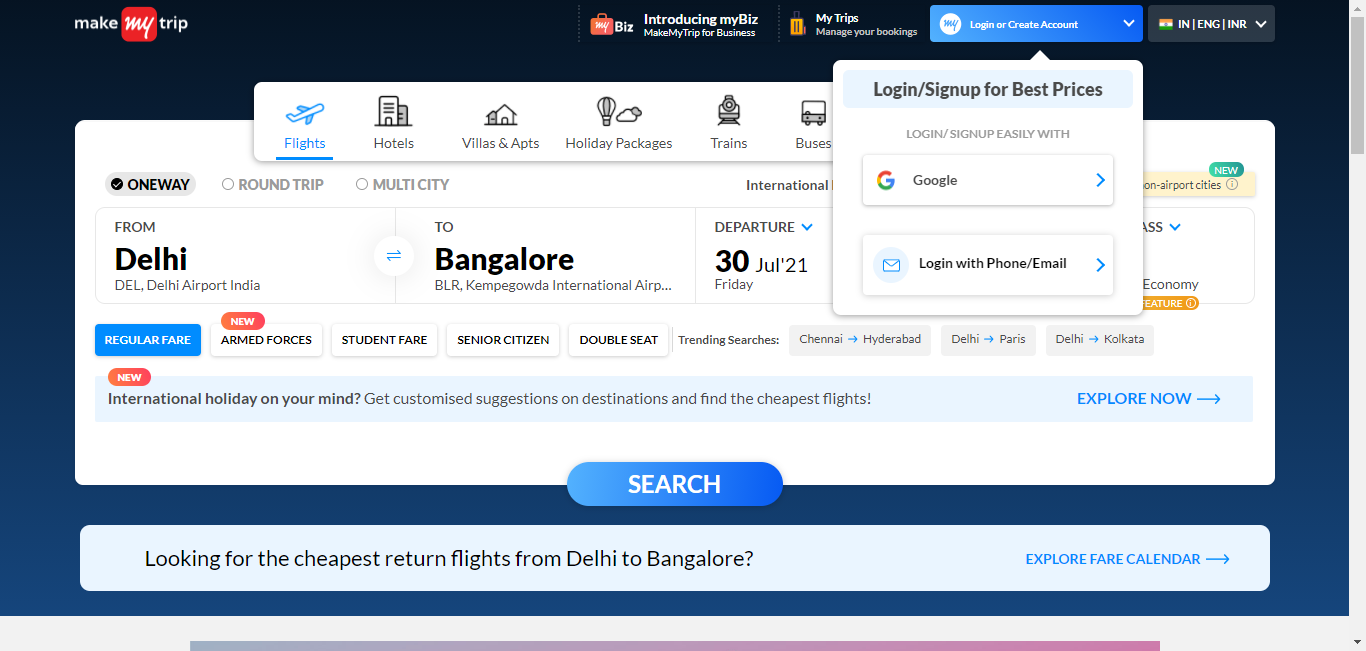 make my trip
my Biz
Introducing myBiz
MakeMyTrip for Business
My Trips
Manage your bookings
my Login or Create Account
IN | ENG | INR
Login/Signup for Best Prices
LOGIN/ SIGNUP EASILY WITH
Google
Login with Phone/Email
Flights
Hotels
Villas & Apts
Holiday Packages
Trains
Buses
ONEWAY
ROUND TRIP
MULTI CITY
International
NEW
on-airport cities
FROM
Delhi
DEL, Delhi Airport India
TO
Bangalore
BLR, Kempegowda International Airp...
DEPARTURE
30 Jul'21
Friday
ASS
Economy
FEATURE
REGULAR FARE
NEW
ARMED FORCES
STUDENT FARE
SENIOR CITIZEN
DOUBLE SEAT
Trending Searches:
Chennai → Hyderabad
Delhi → Paris
Delhi → Kolkata
NEW
International holiday on your mind? Get customised suggestions on destinations and find the cheapest flights!
EXPLORE NOW
SEARCH
Looking for the cheapest return flights from Delhi to Bangalore?
EXPLORE FARE CALENDAR